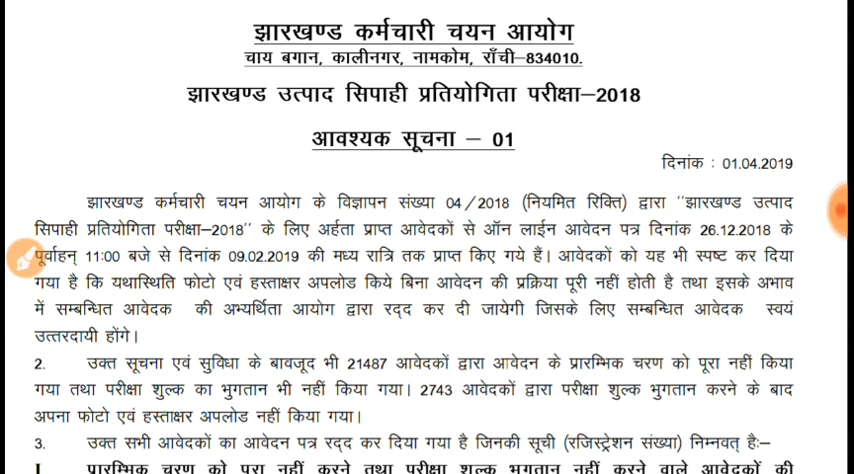 झारखण्ड कर्मचारी चयन आयोग
चाय बगान, कालीनगर, नामकोम, राँची–834010.
झारखण्ड उत्पाद सिपाही प्रतियोगिता परीक्षा–2018
आवश्यक सूचना – 01
दिनांक : 01.04.2019
झारखण्ड कर्मचारी चयन आयोग के विज्ञापन संख्या 04/2018 (नियमित रिक्ति) द्वारा "झारखण्ड उत्पाद
सिपाही प्रतियोगिता परीक्षा–2018" के लिए अर्हता प्राप्त आवेदकों से ऑन लाईन आवेदन पत्र दिनांक 26.12.2018 के
पूर्वाहन् 11:00 बजे से दिनांक 09.02.2019 की मध्य रात्रि तक प्राप्त किए गये हैं। आवेदकों को यह भी स्पष्ट कर दिया
गया है कि यथास्थिति फोटो एवं हस्ताक्षर अपलोड किये बिना आवेदन की प्रक्रिया पूरी नहीं होती है तथा इसके अभाव
में सम्बन्धित आवेदक की अभ्यर्थिता आयोग द्वारा रद्द कर दी जायेगी जिसके लिए सम्बन्धित आवेदक स्वयं
उत्तरदायी होंगे।
2. उक्त सूचना एवं सुविधा के बावजूद भी 21487 आवेदकों द्वारा आवेदन के प्रारम्भिक चरण को पूरा नहीं किया
गया तथा परीक्षा शुल्क का भुगतान भी नहीं किया गया। 2743 आवेदकों द्वारा परीक्षा शुल्क भुगतान करने के बाद
अपना फोटो एवं हस्ताक्षर अपलोड नहीं किया गया।
3. उक्त सभी आवेदकों का आवेदन पत्र रद्द कर दिया गया है जिनकी सूची (रजिस्ट्रेशन संख्या) निम्नवत् है:–
I. प्रारम्भिक चरण को पूरा नहीं करने तथा परीक्षा शुल्क भुगतान नहीं करने वाले आवेदकों की